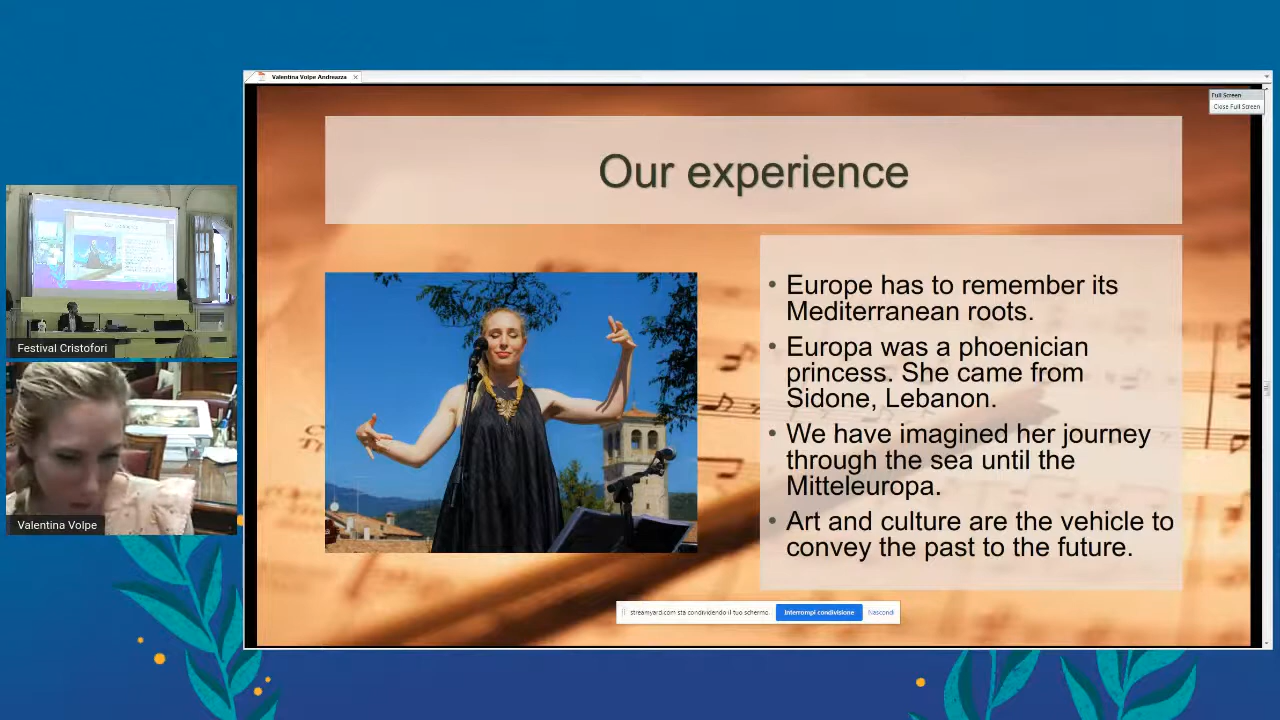 Valentina Volpe Andreazza
Full Screen
Close Full Screen
Our experience
• Europe has to remember its
Mediterranean roots.
• Europa was a phoenician
princess. She came from
Sidone, Lebanon.
• We have imagined her journey
through the sea until the
Mitteleuropa.
• Art and culture are the vehicle to
convey the past to the future.
streamyard.com sta condividendo il tuo schermo.
Interrompi condivisione
Nascondi
Festival Cristofori
Valentina Volpe